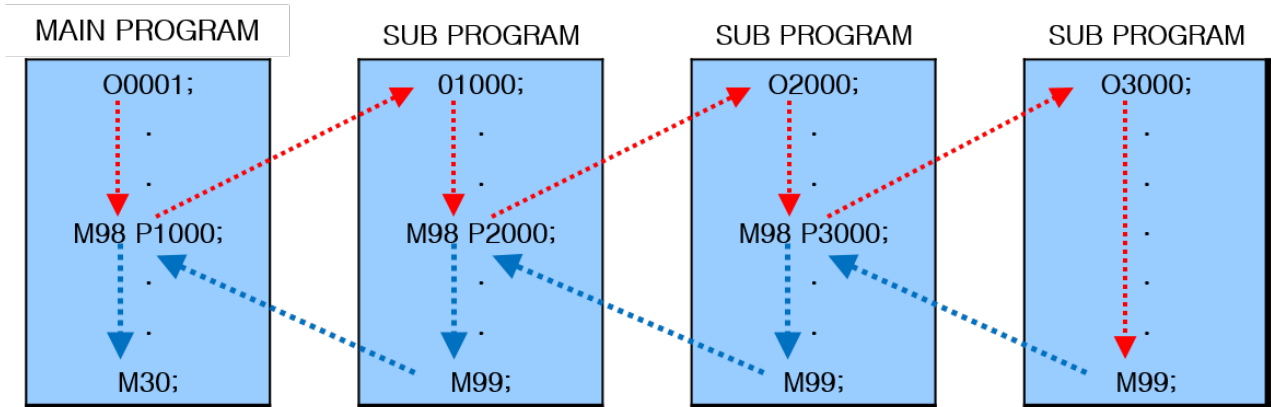 MAIN PROGRAM
O0001;
.
.
M98 P1000;
.
.
M30;
SUB PROGRAM
01000;
.
.
M98 P2000;
.
.
M99;
SUB PROGRAM
O2000;
.
.
M98 P3000;
.
.
M99;
SUB PROGRAM
O3000;
.
.
.
.
.
M99;